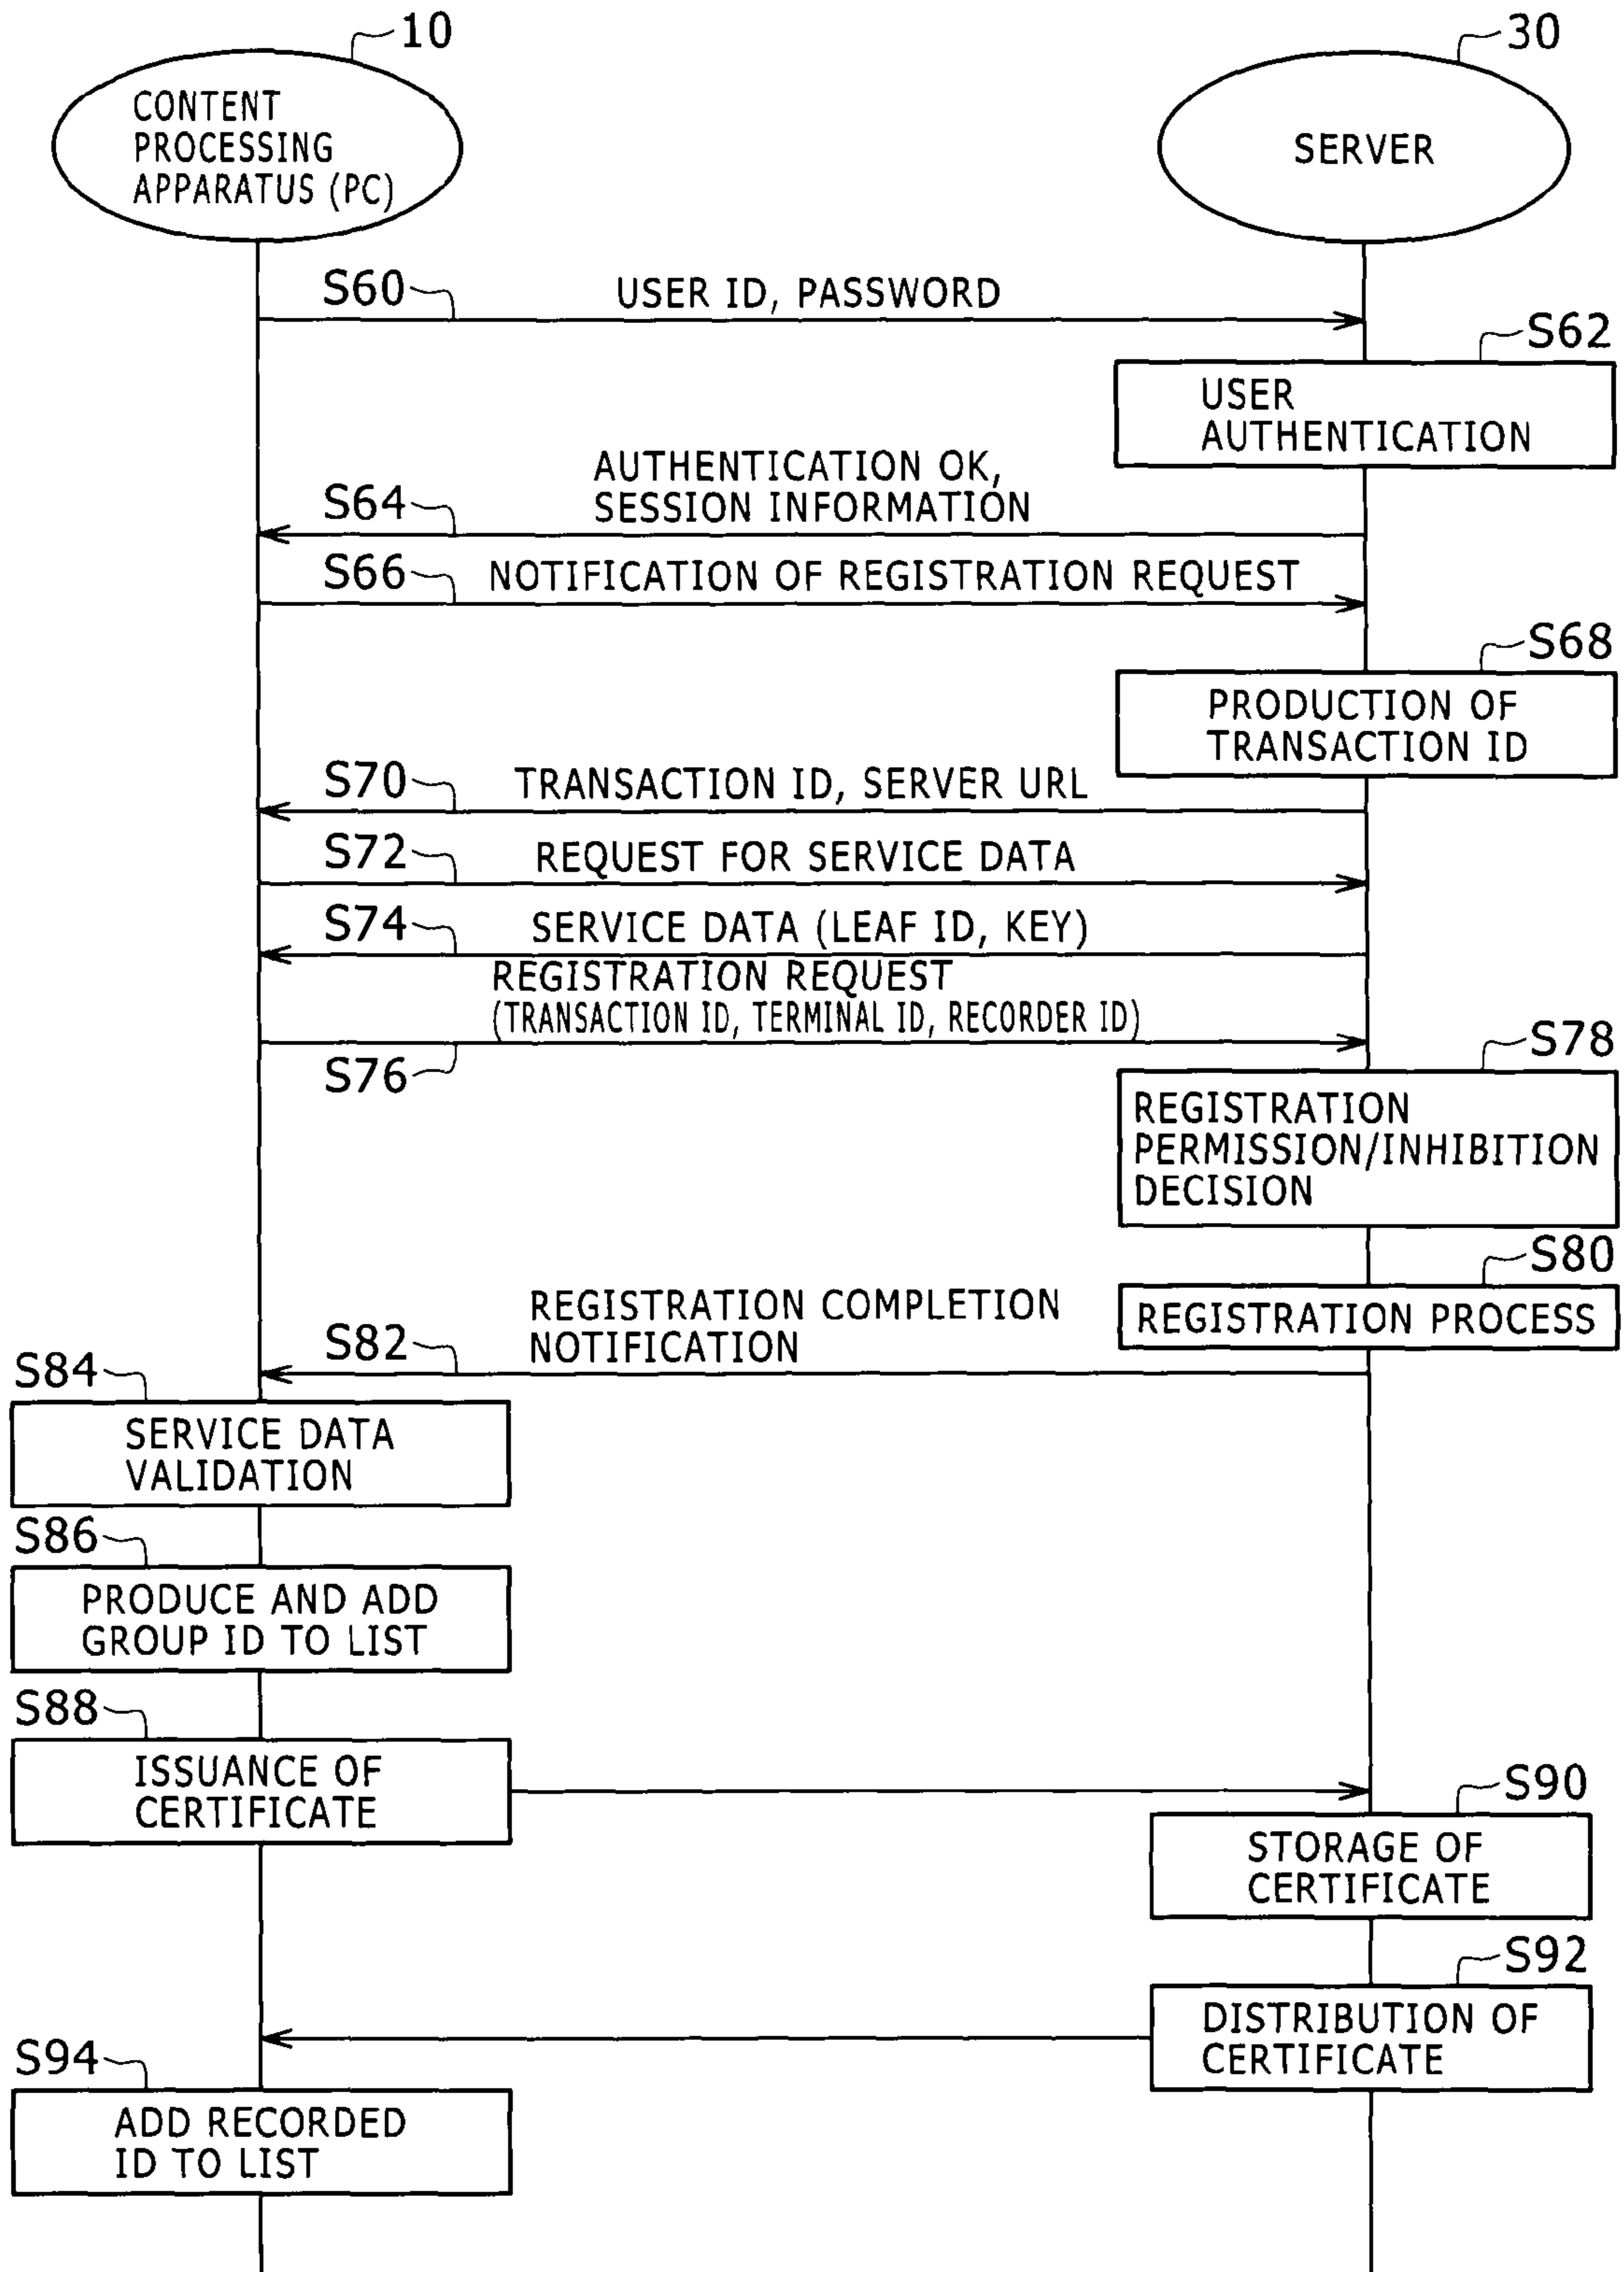 10
30
CONTENT
PROCESSING
APPARATUS (PC)
SERVER
S60
USER ID, PASSWORD
S62
USER
AUTHENTICATION
AUTHENTICATION OK,
SESSION INFORMATION
S64
S66
NOTIFICATION OF REGISTRATION REQUEST
S68
PRODUCTION OF
TRANSACTION ID
S70
TRANSACTION ID, SERVER URL
S72
REQUEST FOR SERVICE DATA
S74
SERVICE DATA (LEAF ID, KEY)
REGISTRATION REQUEST
(TRANSACTION ID, TERMINAL ID, RECORDER ID)
S76
S78
REGISTRATION
PERMISSION/INHIBITION
DECISION
S80
REGISTRATION PROCESS
REGISTRATION COMPLETION
NOTIFICATION
S82
S84
SERVICE DATA
VALIDATION
S86
PRODUCE AND ADD
GROUP ID TO LIST
S88
ISSUANCE OF
CERTIFICATE
S90
STORAGE OF
CERTIFICATE
S92
DISTRIBUTION OF
CERTIFICATE
S94
ADD RECORDED
ID TO LIST